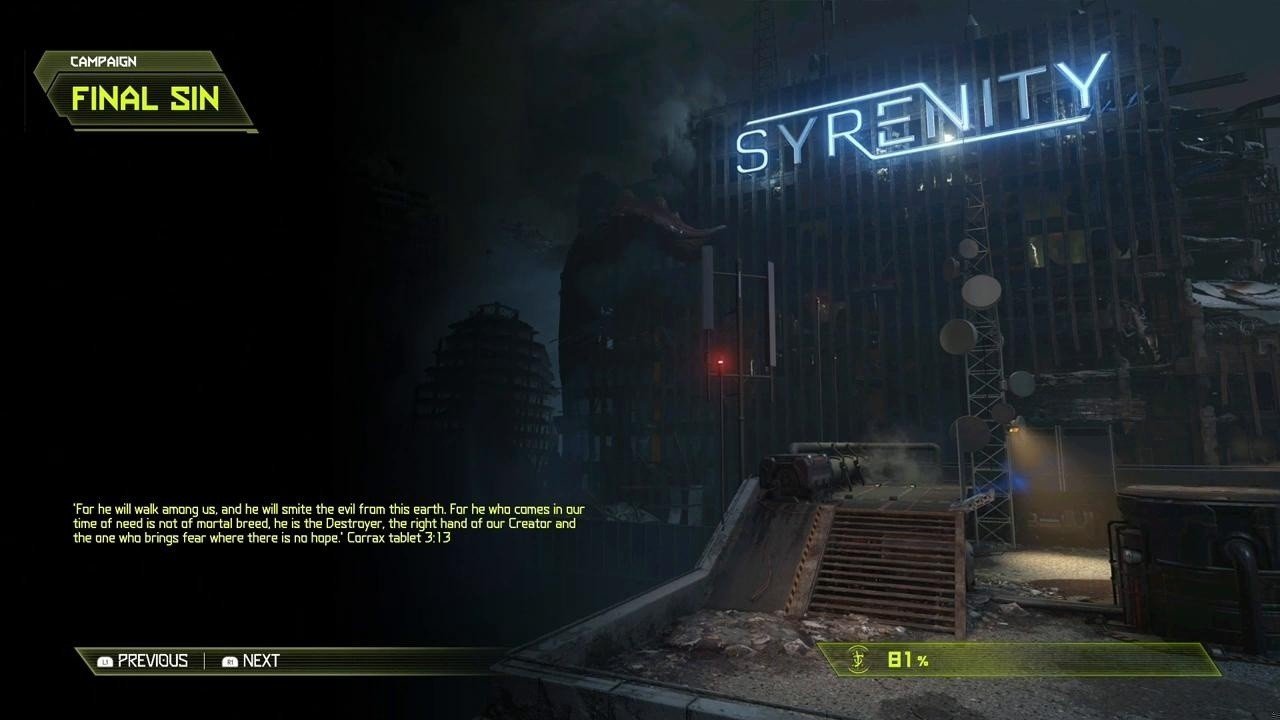 CAMPAIGN
FINAL SIN
SYRENITY
'For he will walk among us, and he will smite the evil from this earth. For he who comes in our
time of need is not of mortal breed, he is the Destroyer, the right hand of our Creator and
the one who brings fear where there is no hope.' Corrax tablet 3:13
L1 PREVIOUS | R1 NEXT
81%